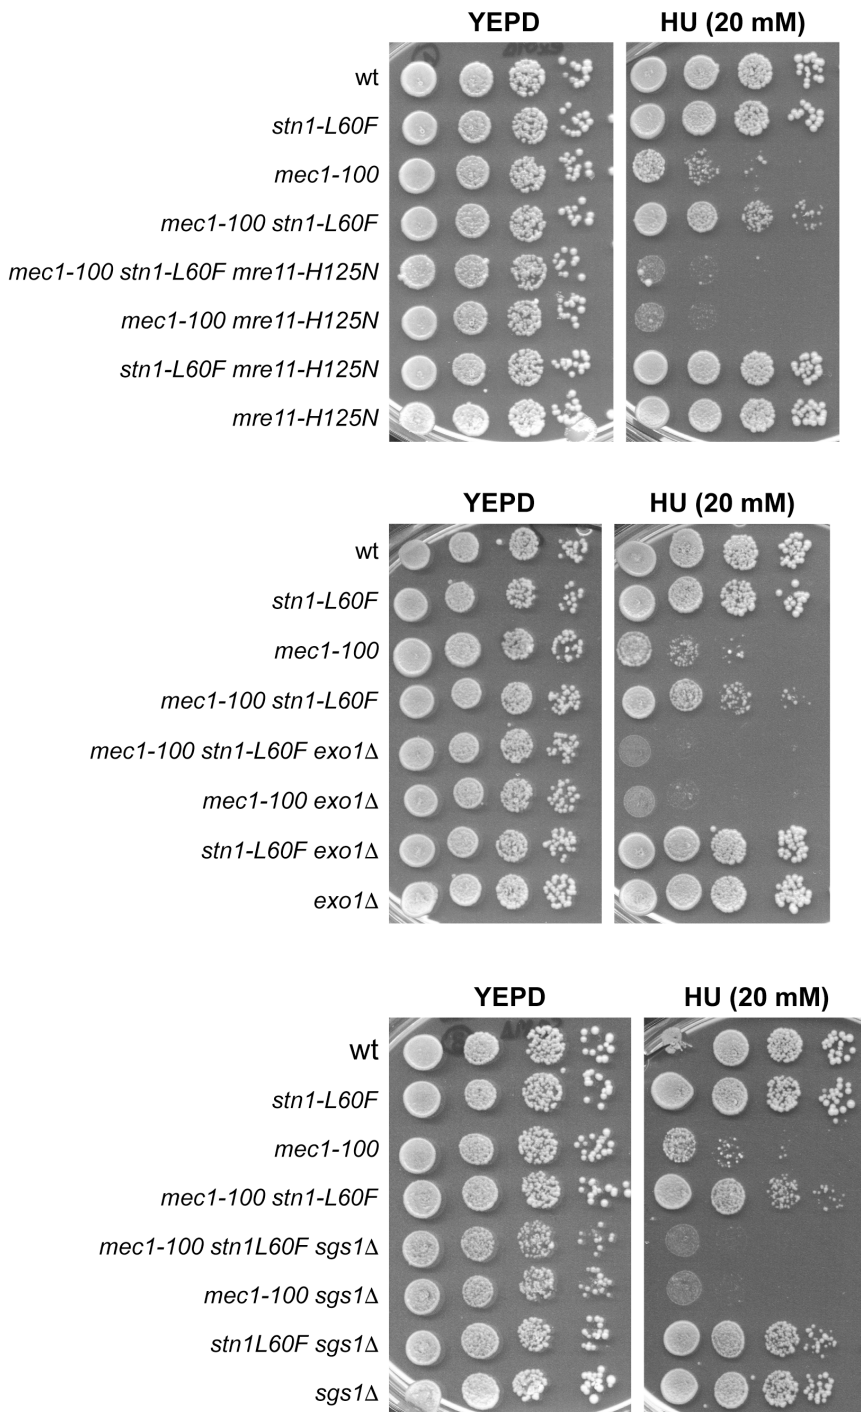 YEPD HU (20 mM)
wt
stn1-L60F
mec1-100
mec1-100 stn1-L60F
mec1-100 stn1-L60F mre11-H125N
mec1-100 mre11-H125N
stn1-L60F mre11-H125N
mre11-H125N
YEPD HU (20 mM)
wt
stn1-L60F
mec1-100
mec1-100 stn1-L60F
mec1-100 stn1-L60F exo1Δ
mec1-100 exo1Δ
stn1-L60F exo1Δ
exo1Δ
YEPD HU (20 mM)
wt
stn1-L60F
mec1-100
mec1-100 stn1-L60F
mec1-100 stn1L60F sgs1Δ
mec1-100 sgs1Δ
stn1L60F sgs1Δ
sgs1Δ